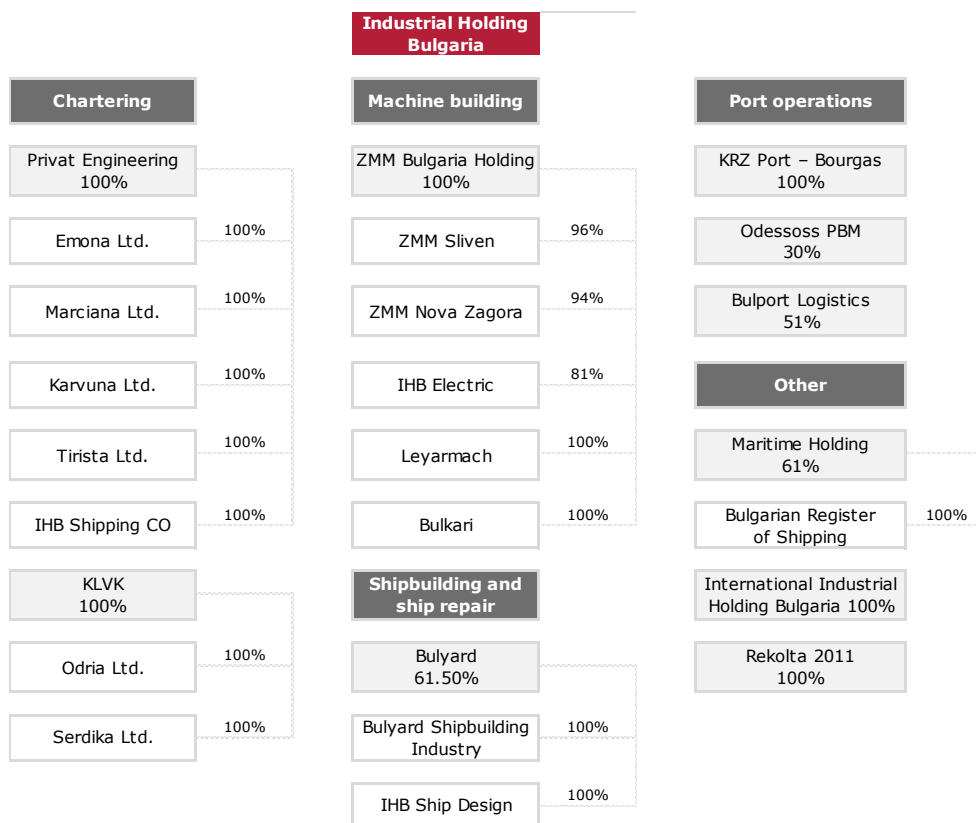 Industrial Holding
Bulgaria
Chartering
Privat Engineering
100%
Emona Ltd.
100%
Marciana Ltd.
100%
Karvuna Ltd.
100%
Tirista Ltd.
100%
IHB Shipping CO
100%
KLVK
100%
Odria Ltd.
100%
Serdika Ltd.
100%
Machine building
ZMM Bulgaria Holding
100%
ZMM Sliven
96%
ZMM Nova Zagora
94%
IHB Electric
81%
Leyarmach
100%
Bulkari
100%
Shipbuilding and
ship repair
Bulyard
61.50%
Bulyard Shipbuilding
Industry
100%
IHB Ship Design
100%
Port operations
KRZ Port – Bourgas
100%
Odessoss PBM
30%
Bulport Logistics
51%
Other
Maritime Holding
61%
Bulgarian Register
of Shipping
100%
International Industrial
Holding Bulgaria 100%
Rekolta 2011
100%